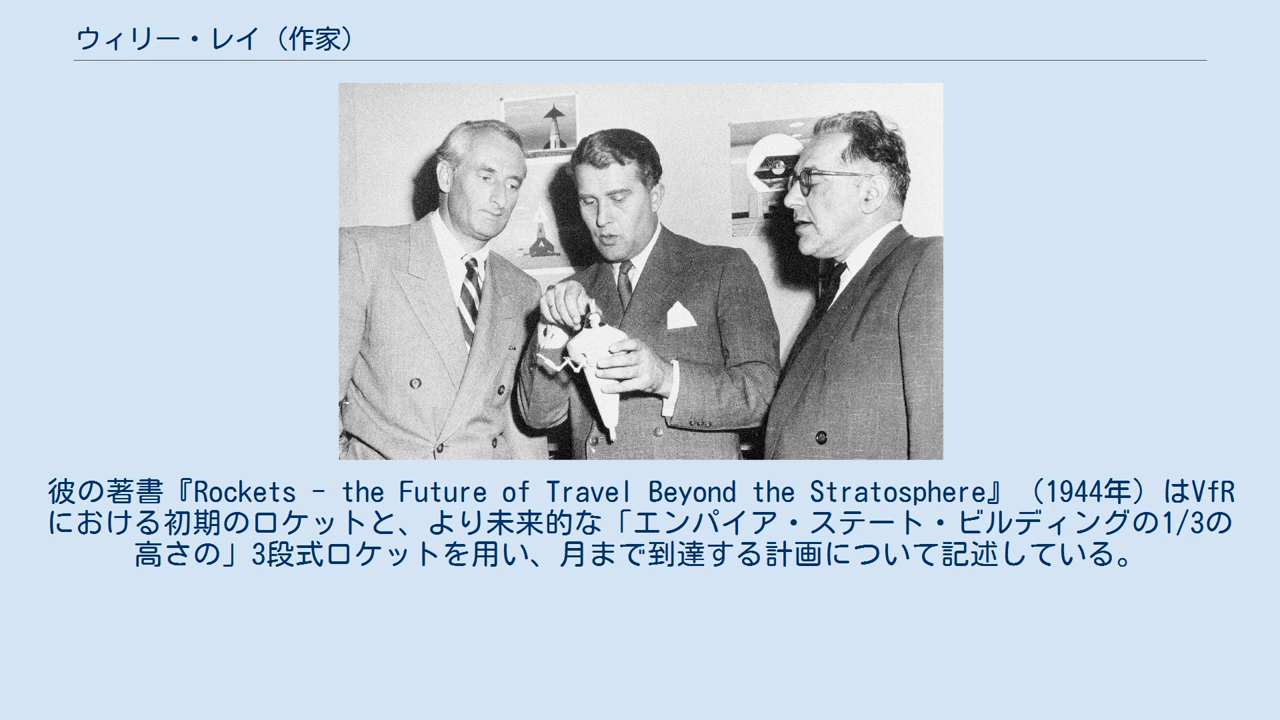 ウィリー・レイ（作家）
彼の著書『Rockets – the Future of Travel Beyond the Stratosphere』（1944年）はVfR
における初期のロケットと、より未来的な「エンパイア・ステート・ビルディングの1/3の
高さの」3段式ロケットを用い、月まで到達する計画について記述している。